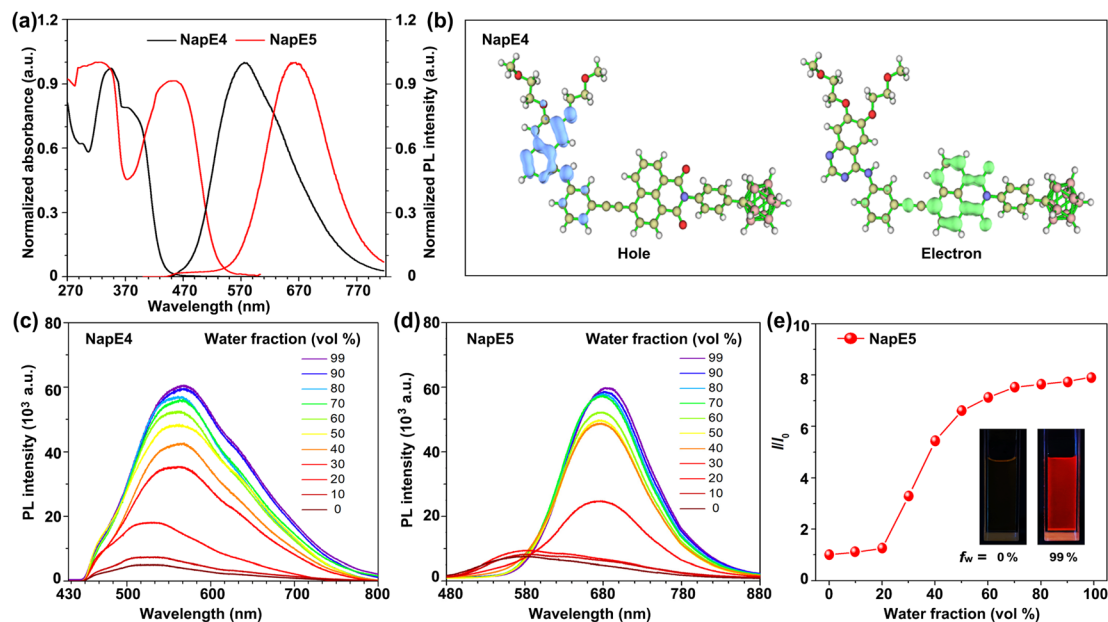 (a)
NapE4 NapE5
Normalized absorbance (a.u.)
1.2
0.9
0.6
0.3
0
1.2
1.0
0.8
0.6
0.4
0.2
0
Normalized PL intensity (a.u.)
270 370 470 570 670 770
Wavelength (nm)
(b)
NapE4
Hole
Electron
(c)
NapE4
Water fraction (vol %)
99
90
80
70
60
50
40
30
20
10
0
PL intensity (10³ a.u.)
80
60
40
20
0
430 500 600 700 800
Wavelength (nm)
(d)
NapE5
Water fraction (vol %)
99
90
80
70
60
50
40
30
20
10
0
PL intensity (10³ a.u.)
80
60
40
20
0
480 580 680 780 880
Wavelength (nm)
(e)
NapE5
I/I₀
10
8
6
4
2
0
fw = 0 % 99 %
0 20 40 60 80 100
Water fraction (vol %)